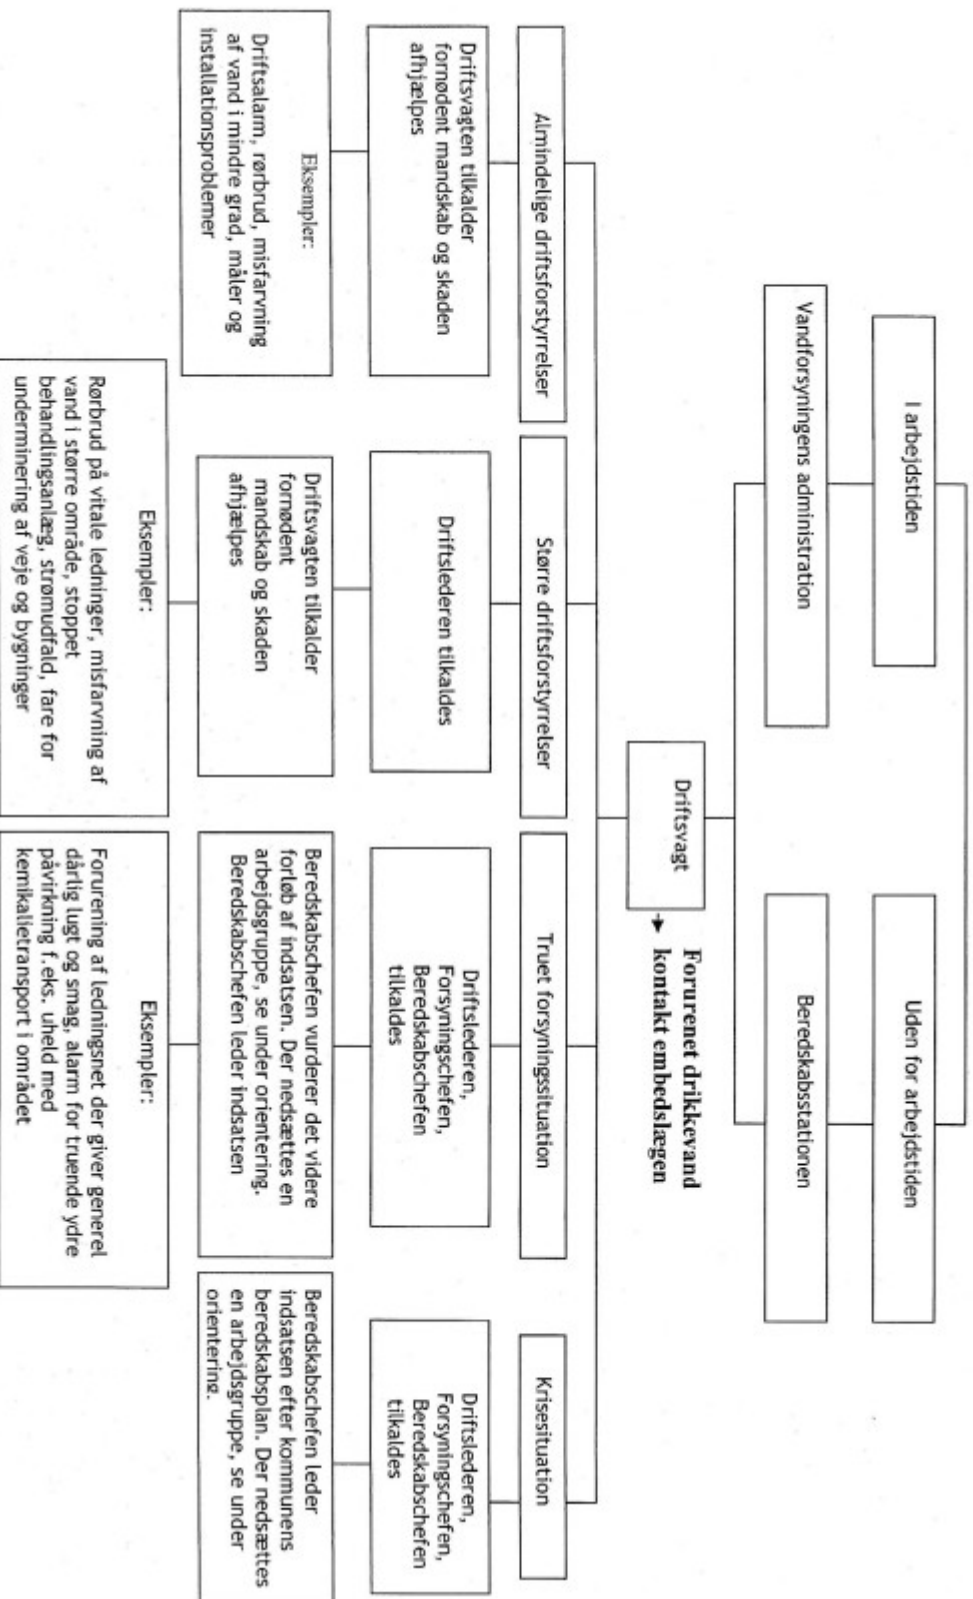 I arbejdstiden
Uden for arbejdstiden
Vandforsyningens administration
Beredskabsstationen
Driftsvagt
Forurenet drikkevand
kontakt embedslægen
Almindelige driftsforstyrrelser
Større driftsforstyrrelser
Truet forsyningssituation
Krisesituation
Driftsvagten tilkalder
fornødent mandskab og skaden
afhjælpes
Driftslederen tilkaldes
Driftslederen,
Forsyningschefen,
Beredskabschefen
tilkaldes
Driftslederen,
Forsyningschefen,
Beredskabschefen
tilkaldes
Eksempler:
Driftsalarm, rørbrud, misfarvning
af vand i mindre grad, måler og
installationsproblemer
Driftsvagten tilkalder
fornødent
mandskab og skaden
afhjælpes
Beredskabschefen vurderer det videre
forløb af indsatsen. Der nedsættes en
arbejdsgruppe, se under orientering.
Beredskabschefen leder indsatsen
Beredskabschefen leder
indsatsen efter kommunens
beredskabsplan. Der nedsættes
en arbejdsgruppe, se under
orientering.
Eksempler:
Rørbrud på vitale ledninger, misfarvning af
vand i større område, stoppet
behandlingsanlæg, strømudfald, fare for
underminering af veje og bygninger
Eksempler:
Forurening af ledningsnet der giver generel
dårlig lugt og smag, alarm for truende ydre
påvirkning f.eks. uheld med
kemikalietransport i området